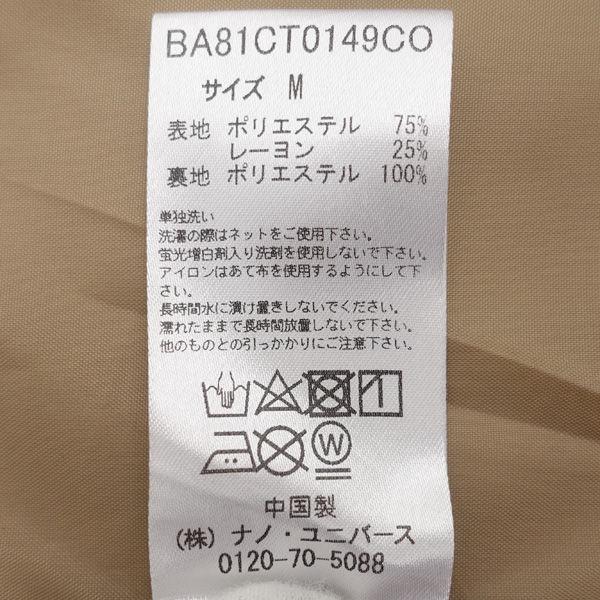 BA81CT0149CO
サイズ M
表地 ポリエステル 75%
レーヨン 25%
裏地 ポリエステル 100%
単独洗い
洗濯の際はネットをご使用下さい。
蛍光増白剤入り洗剤を使用しないで下さい。
アイロンはあて布を使用するようにして下
さい。
長時間水に漬け置きしないでください。
濡れたままで長時間放置しないで下さい。
他のものとの引っかかりにご注意下さい。
W
中国製
(株) ナノ・ユニバース
0120-70-5088